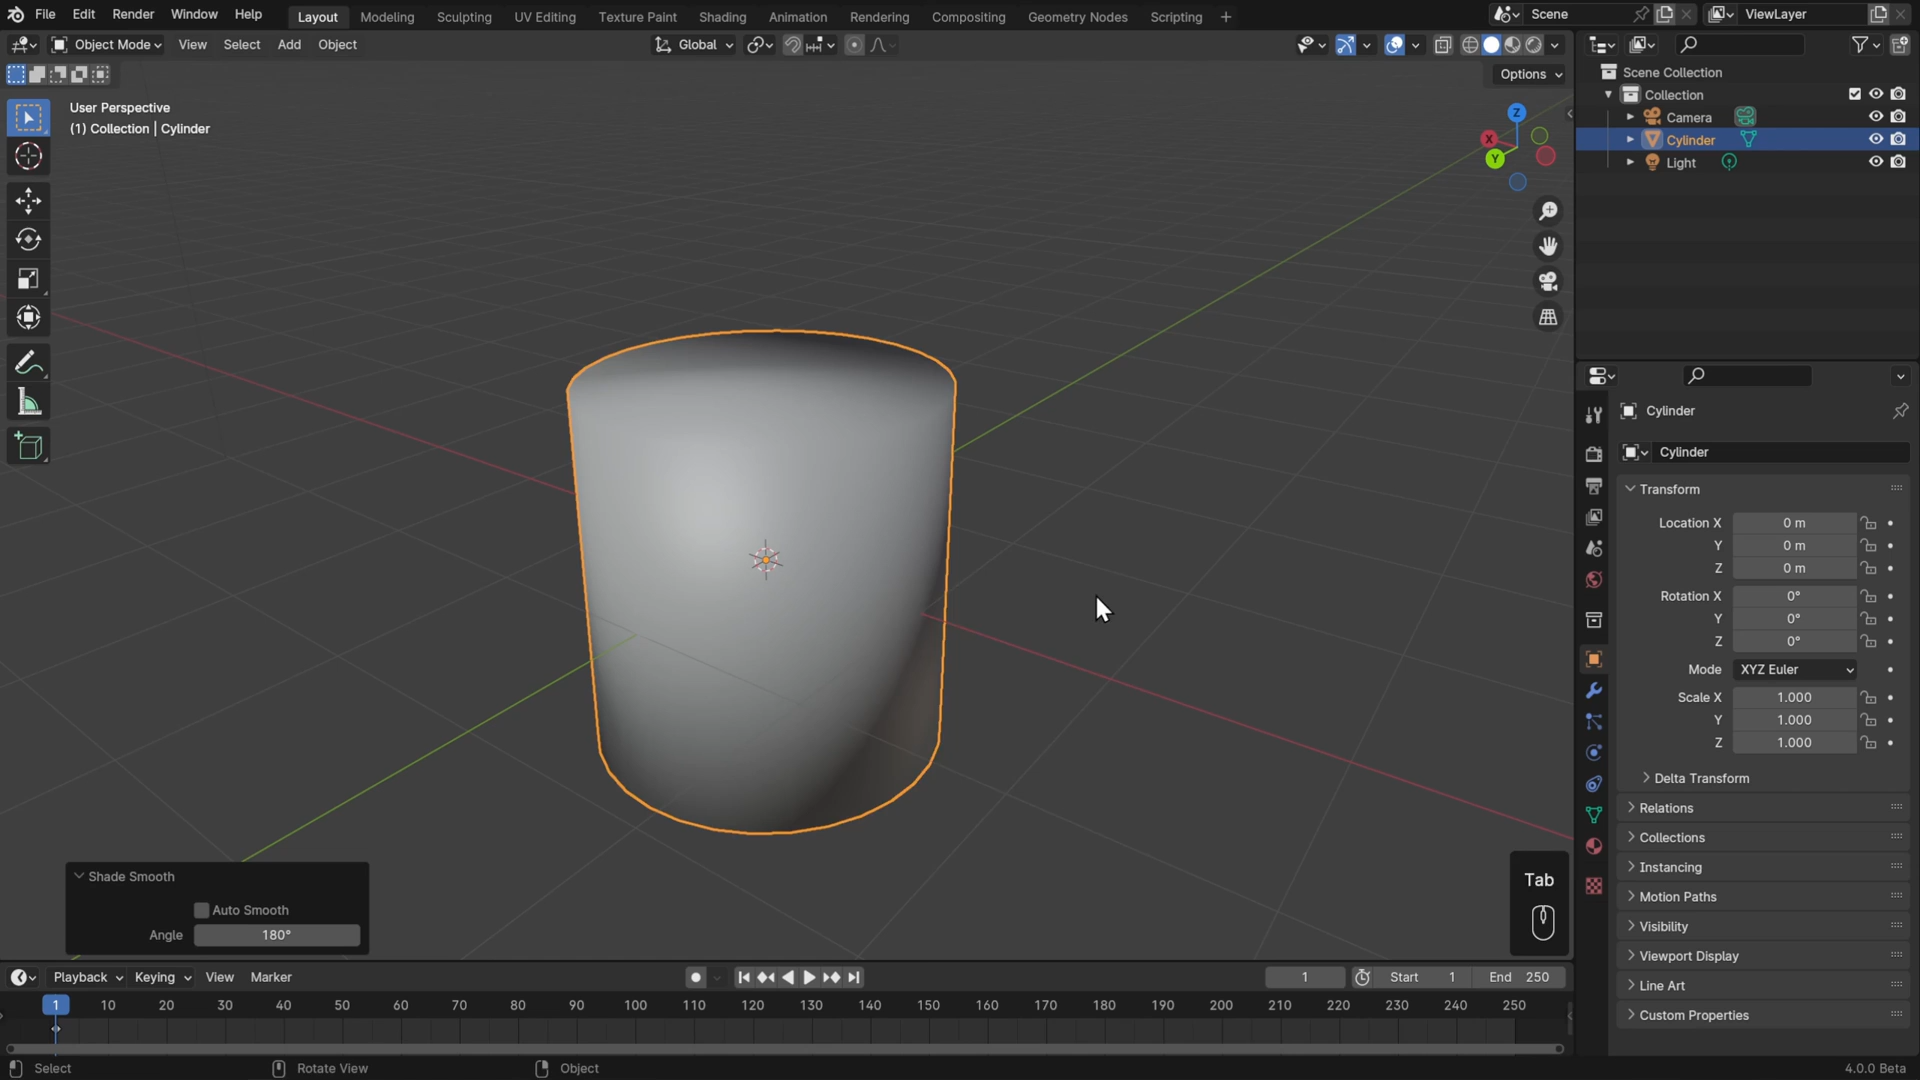 File Edit Render Window Help Layout Modeling Sculpting UV Editing Texture Paint Shading Animation Rendering Compositing Geometry Nodes Scripting + Scene ViewLayer
Object Mode View Select Add Object Global
Options
User Perspective
(1) Collection | Cylinder
Z
X
Y
Scene Collection
Collection
Camera
Cylinder
Light
Cylinder
Cylinder
Transform
Location X 0 m
Y 0 m
Z 0 m
Rotation X 0°
Y 0°
Z 0°
Mode XYZ Euler
Scale X 1.000
Y 1.000
Z 1.000
Delta Transform
Relations
Collections
Instancing
Motion Paths
Visibility
Viewport Display
Line Art
Custom Properties
Shade Smooth
Auto Smooth
Angle 180°
Tab
Playback Keying View Marker 1 Start 1 End 250
1 10 20 30 40 50 60 70 80 90 100 110 120 130 140 150 160 170 180 190 200 210 220 230 240 250
Select Rotate View Object 4.0.0 Beta